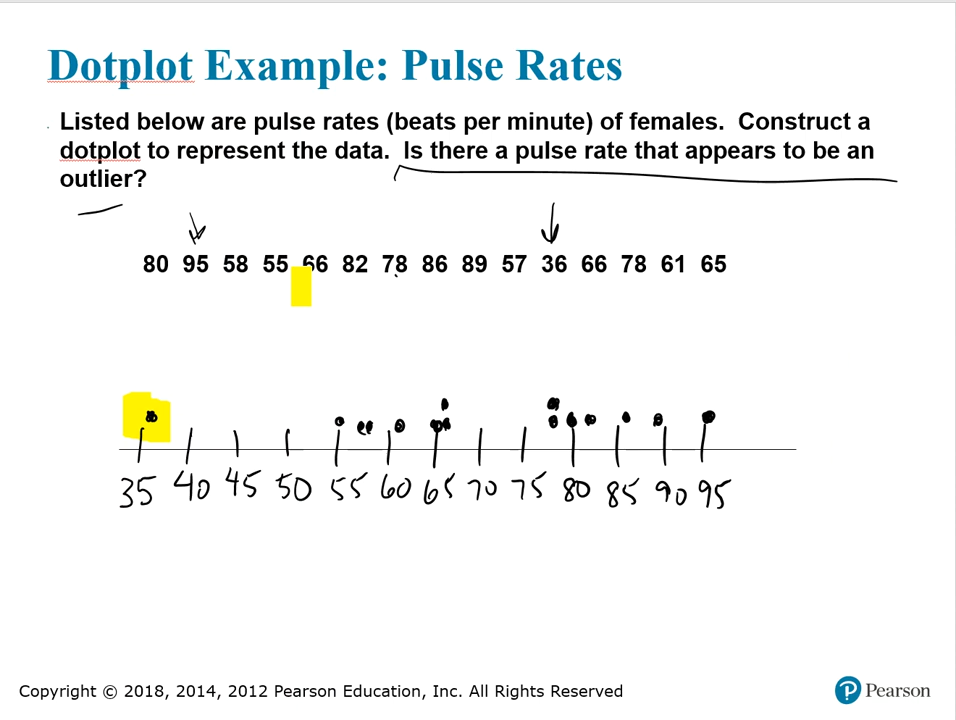 Dotplot Example: Pulse Rates
Listed below are pulse rates (beats per minute) of females. Construct a
dotplot to represent the data. Is there a pulse rate that appears to be an
outlier?
80 95 58 55 66 82 78 86 89 57 36 66 78 61 65
35 40 45 50 55 60 65 70 75 80 85 90 95
Copyright © 2018, 2014, 2012 Pearson Education, Inc. All Rights Reserved
P Pearson